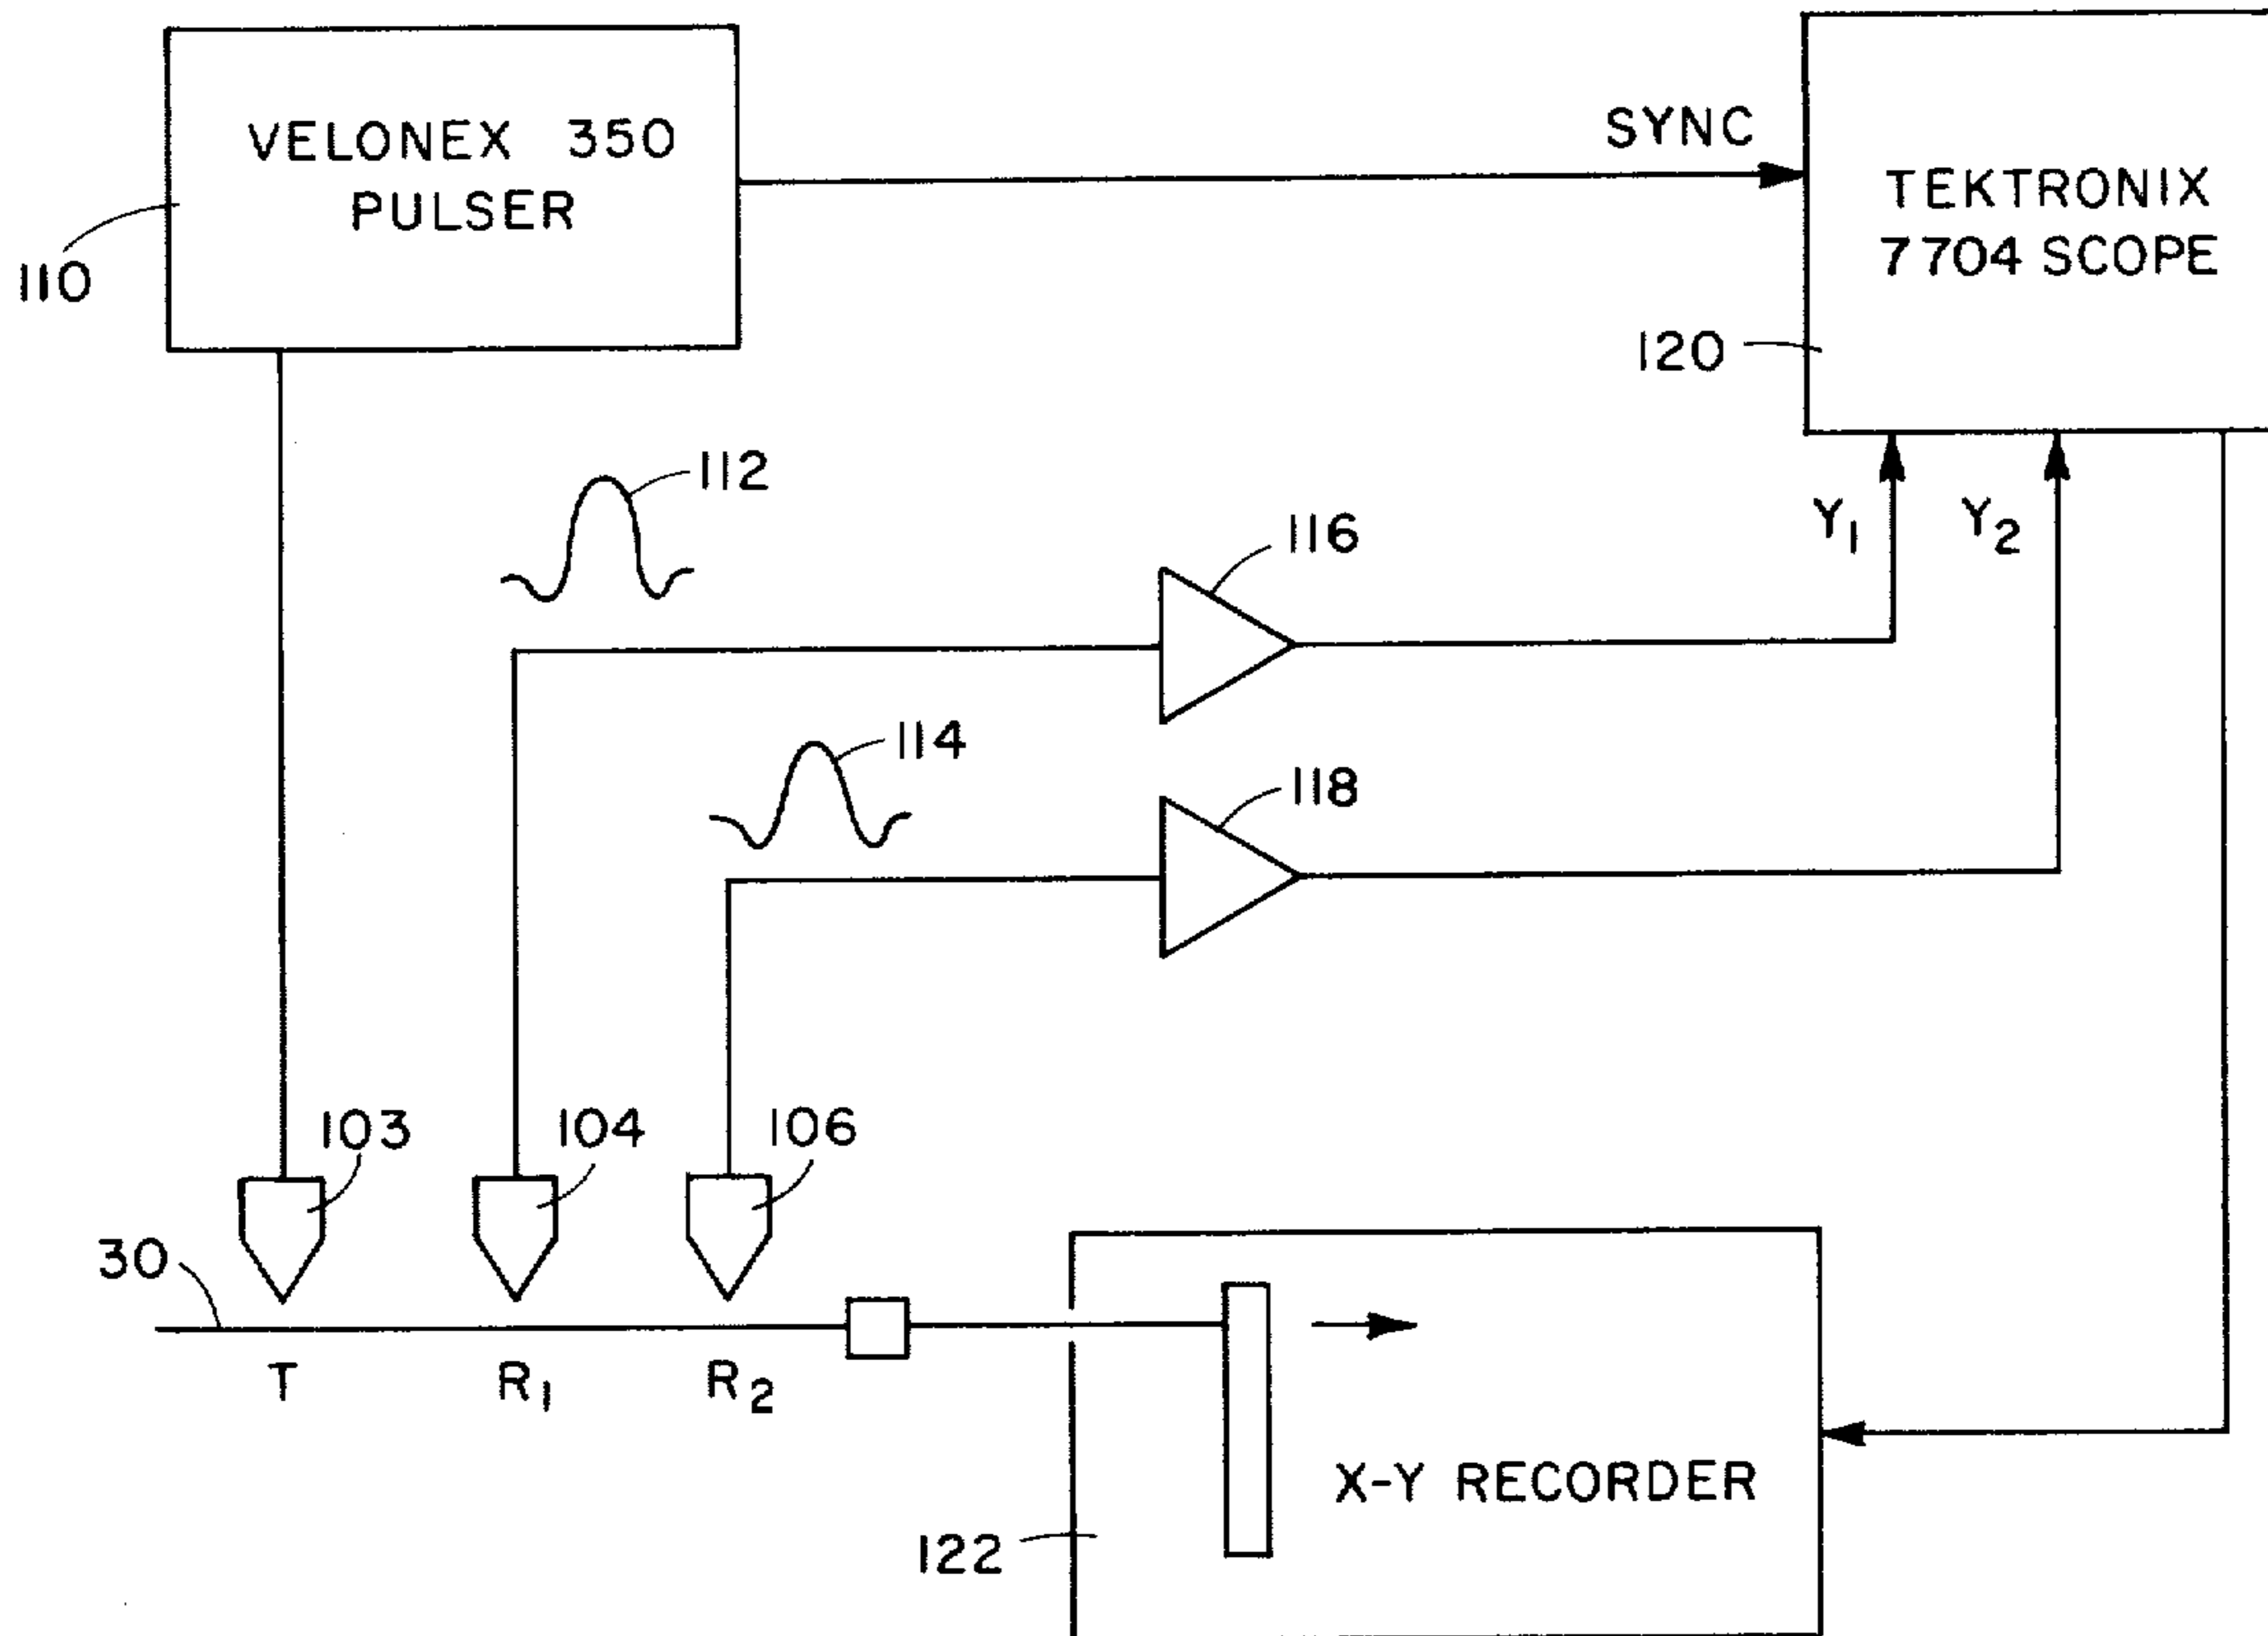 VELONEX 350
PULSER
110
SYNC
TEKTRONIX
7704 SCOPE
120
112
116
Y1
Y2
114
118
103
104
106
30
T
R1
R2
X-Y RECORDER
122